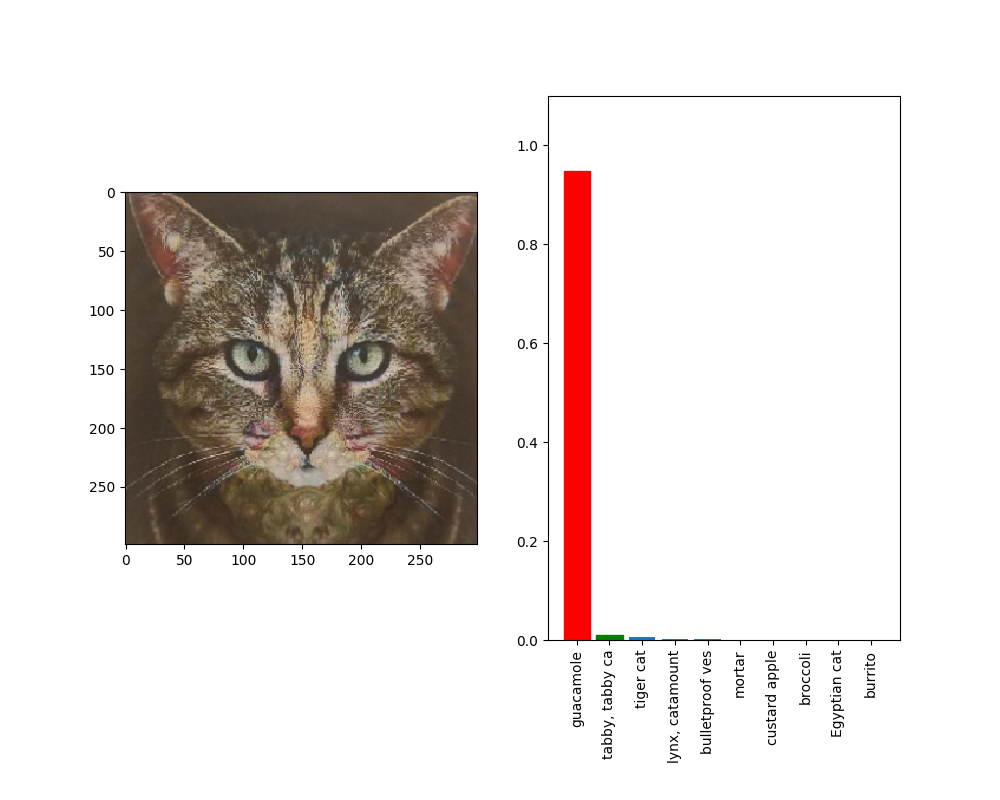 0
50
100
150
200
250
0 50 100 150 200 250
1.0
0.8
0.6
0.4
0.2
0.0
guacamole
tabby, tabby ca
tiger cat
lynx, catamount
bulletproof ves
mortar
custard apple
broccoli
Egyptian cat
burrito